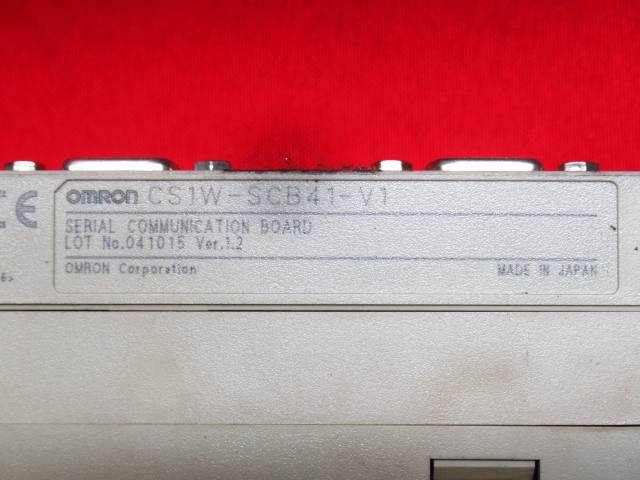 OMRON CS1W-SCB41-V1
SERIAL COMMUNICATION BOARD
LOT No.041015 Ver.1.2
OMRON Corporation MADE IN JAPAN
CE